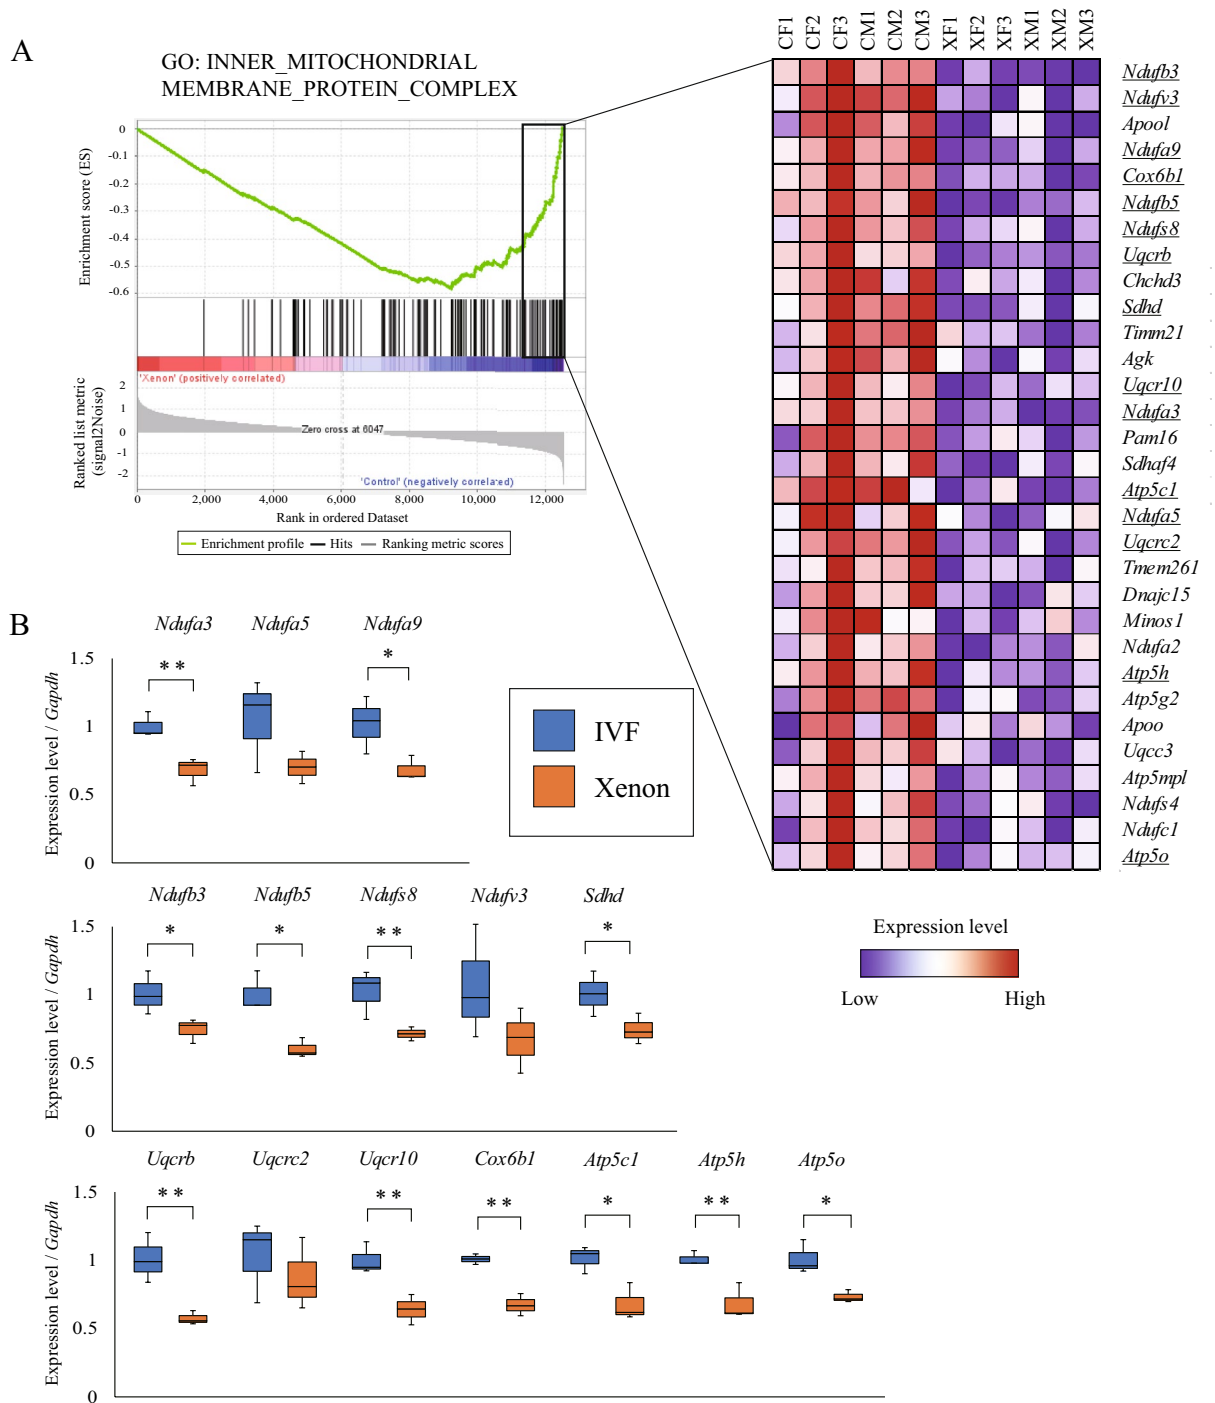 A
GO: INNER_MITOCHONDRIAL
MEMBRANE_PROTEIN_COMPLEX
Enrichment score (ES)
0
-0.1
-0.2
-0.3
-0.4
-0.5
-0.6
'Xenon' (positively correlated)
Ranked list metric
(signal2Noise)
2
1
0
-1
-2
Zero cross at 6047
'Control' (negatively correlated)
0 2,000 4,000 6,000 8,000 10,000 12,000
Rank in ordered Dataset
Enrichment profile Hits Ranking metric scores
CF1 CF2 CF3 CM1 CM2 CM3 XF1 XF2 XF3 XM1 XM2 XM3
Ndufb3
Ndufv3
Apool
Ndufa9
Cox6b1
Ndufb5
Ndufs8
Uqcrb
Chchd3
Sdhd
Timm21
Agk
Uqcr10
Ndufa3
Pam16
Sdhaf4
Atp5c1
Ndufa5
Uqcrc2
Tmem261
Dnajc15
Minos1
Ndufa2
Atp5h
Atp5g2
Apoo
Uqcc3
Atp5mpl
Ndufs4
Ndufc1
Atp5o
Expression level
Low High
B
Ndufa3 Ndufa5 Ndufa9
Expression level / Gapdh
1.5
1
0.5
0
** *
IVF
Xenon
Ndufb3 Ndufb5 Ndufs8 Ndufv3 Sdhd
Expression level / Gapdh
1.5
1
0.5
0
* * ** *
Uqcrb Uqcrc2 Uqcr10 Cox6b1 Atp5c1 Atp5h Atp5o
Expression level / Gapdh
1.5
1
0.5
0
** ** ** * ** *